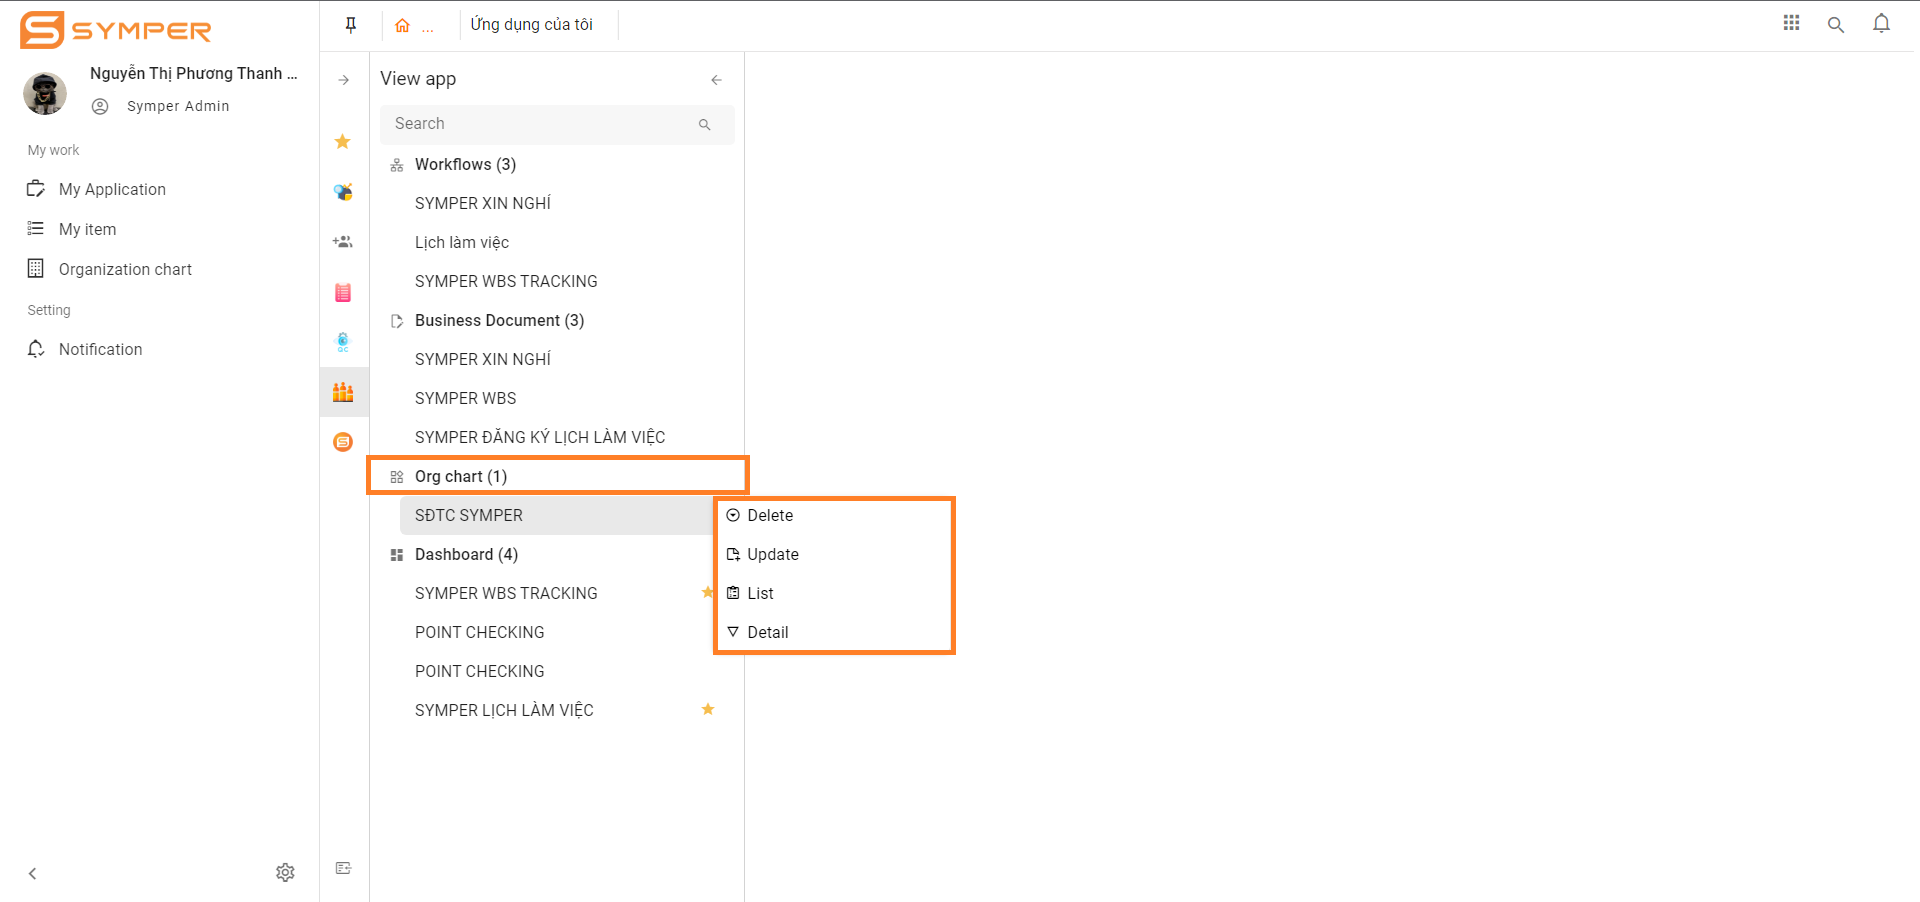 SYMPER
Nguyễn Thị Phương Thanh ...
Symper Admin
My work
My Application
My item
Organization chart
Setting
Notification
... Ứng dụng của tôi
View app
Search
Workflows (3)
SYMPER XIN NGHÍ
Lịch làm việc
SYMPER WBS TRACKING
Business Document (3)
SYMPER XIN NGHÍ
SYMPER WBS
SYMPER ĐĂNG KÝ LỊCH LÀM VIỆC
Org chart (1)
SĐTC SYMPER
Dashboard (4)
SYMPER WBS TRACKING
POINT CHECKING
POINT CHECKING
SYMPER LỊCH LÀM VIỆC
Delete
Update
List
Detail